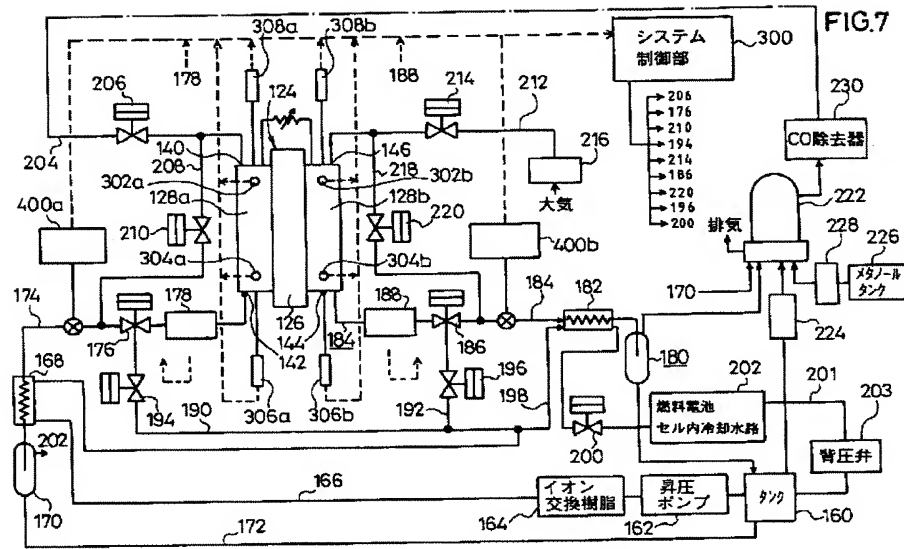 FIG.7
308a
308b
システム
制御部
300
178
188
206
124
214
212
230
206
176
210
194
214
186
220
196
200
CO除去器
204
140
146
208
218
216
302a
302b
大気
222
400a
128a
128b
210
220
400b
排気
228
226
メタノール
タンク
304a
304b
170
174
178
188
184
182
224
176
126
186
142
144
184
180
168
196
198
202
201
203
194
190
306a
306b
192
燃料電池
セル内冷却水路
背圧弁
202
200
170
166
イオン
交換樹脂
昇圧
ポンプ
タンク
164
162
160
172